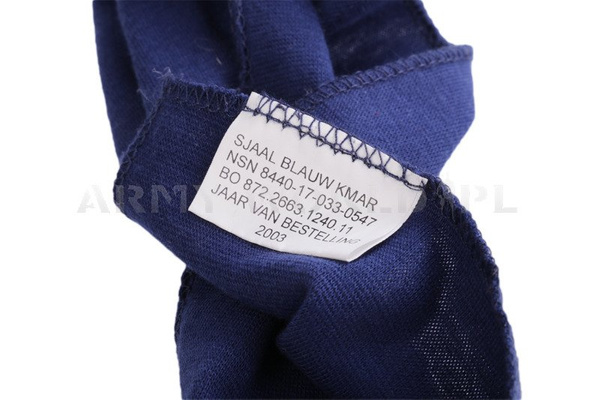 SJAAL BLAUW KMAR
NSN 8440-17-033-0547
BO 872.2663.1240.11
JAAR VAN BESTELLING
2003